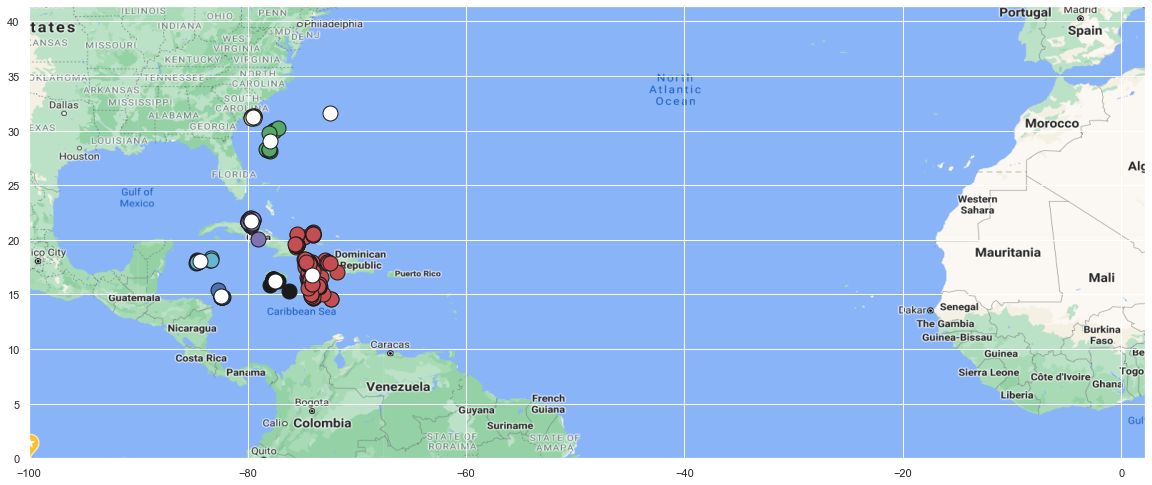 ILLINOIS
OHIO
PENN
Philadelphia
Madrid
Portugal
Spain
tates
INDIANA
MD
DE
NJ
WEST
VIRGINIA
KANSAS
MISSOURI
KENTUCKY
VIRGINIA
OKLAHOMA
TENNESSEE
NORTH
CAROLINA
North
Atlantic
Ocean
ARKANSAS
MISSISSIPPI
SOUTH
CAROLINA
Dallas
ALABAMA
GEORGIA
EXAS
Morocco
LOUISIANA
Houston
FLORIDA
Alg
Gulf of
Mexico
Western
Sahara
ico City
Dominican
Republic
Puerto Rico
Mauritania
Mali
Guatemala
Caribbean Sea
Nicaragua
Dakar
Senegal
The Gambia
Guinea-Bissau
Burkina
Faso
Costa Rica
Caracas
Guinea
Be
Panama
Venezuela
Sierra Leone
Côte d'Ivoire
Togo
Ghana
Liberia
Bogota
Guyana
French
Guiana
Suriname
Cali
Colombia
Gulf
STATE OF
RORAIMA
STATE OF
AMAPA
Quito
40
35
30
25
20
15
10
5
0
−100
−80
−60
−40
−20
0